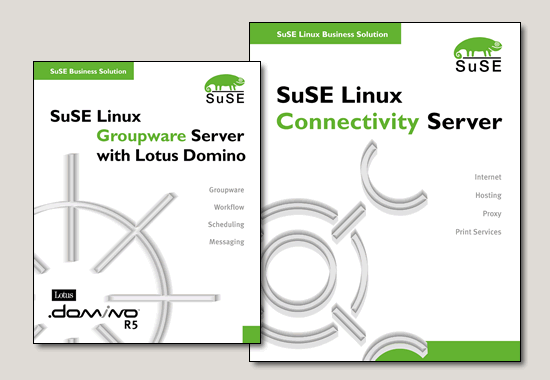 SuSE Business Solution
SuSE
SuSE Linux
Groupware Server
with Lotus Domino
Groupware
Workflow
Scheduling
Messaging
Lotus
.domino
R5
SuSE Linux Business Solution
SuSE
SuSE Linux
Connectivity Server
Internet
Hosting
Proxy
Print Services